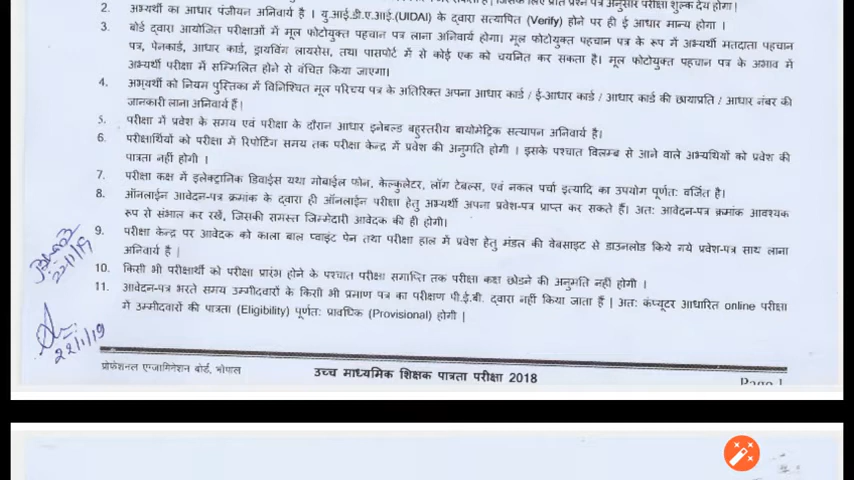 2. अभ्यर्थी का आधार पंजीयन अनिवार्य है । यु.आई.डी.ए.आई.(UIDAI) के द्वारा सत्यापित (Verify) होने पर ही ई आधार मान्य होगा ।
3. बोर्ड द्वारा आयोजित परीक्षाओं में मूल फोटोयुक्त पहचान पत्र लाना अनिवार्य होगा। मूल फोटोयुक्त पहचान पत्र के रूप में अभ्यर्थी मतदाता पहचान
पत्र, पेनकार्ड, आधार कार्ड, ड्रायविंग लायसेंस, तथा पासपोर्ट में से कोई एक को चयनित कर सकता है। मूल फोटोयुक्त पहचान पत्र के अभाव में
अभ्यर्थी परीक्षा में सम्मिलित होने से वंचित किया जाएगा।
4. अभ्यर्थी को नियम पुस्तिका में विनिश्चित मूल परिचय पत्र के अतिरिक्त अपना आधार कार्ड / ई-आधार कार्ड / आधार कार्ड की छायाप्रति / आधार नंबर की
जानकारी लाना अनिवार्य हैं।
5. परीक्षा में प्रवेश के समय एवं परीक्षा के दौरान आधार इनेबल्ड बहुस्तरीय बायोमेट्रिक सत्यापन अनिवार्य है।
6. परीक्षार्थियों को परीक्षा में रिपोर्टिंग समय तक परीक्षा केन्द्र में प्रवेश की अनुमति होगी । इसके पश्चात विलम्ब से आने वाले अभ्यथियों को प्रवेश की
पात्रता नहीं होगी ।
7. परीक्षा कक्ष में इलेक्ट्रानिक डिवाईस यथा मोबाईल फोन, केल्कुलेटर, लॉग टेबल्स, एवं नकल पर्चा इत्यादि का उपयोग पूर्णत: वर्जित है।
8. ऑनलाईन आवेदन-पत्र क्रमांक के द्वारा ही ऑनलाईन परीक्षा हेतु अभ्यर्थी अपना प्रवेश-पत्र प्राप्त कर सकते हैं। अत: आवेदन-पत्र क्रमांक आवश्यक
रूप से संभाल कर रखें, जिसकी समस्त जिम्मेदारी आवेदक की ही होगी।
9. परीक्षा केन्द्र पर आवेदक को काला बाल प्वाइंट पेन तथा परीक्षा हाल में प्रवेश हेतु मंडल की वेबसाइट से डाउनलोड किये गये प्रवेश-पत्र साथ लाना
अनिवार्य है |
10. किसी भी परीक्षार्थी को परीक्षा प्रारंभ होने के पश्चात परीक्षा समाप्ति तक परीक्षा कक्ष छोडने की अनुमति नहीं होगी ।
11. आवेदन-पत्र भरते समय उम्मीदवारों के किसी भी प्रमाण पत्र का परीक्षण पी.ई.बी. द्वारा नहीं किया जाता हैं | अत: कंप्यूटर आधारित online परीक्षा
में उम्मीदवारों की पात्रता (Eligibility) पूर्णत: प्रावधिक (Provisional) होगी |
22/1/19
22/1/19
प्रोफेशनल एग्जामिनेशन बोर्ड, भोपाल
उच्च माध्यमिक शिक्षक पात्रता परीक्षा 2018
Page 1